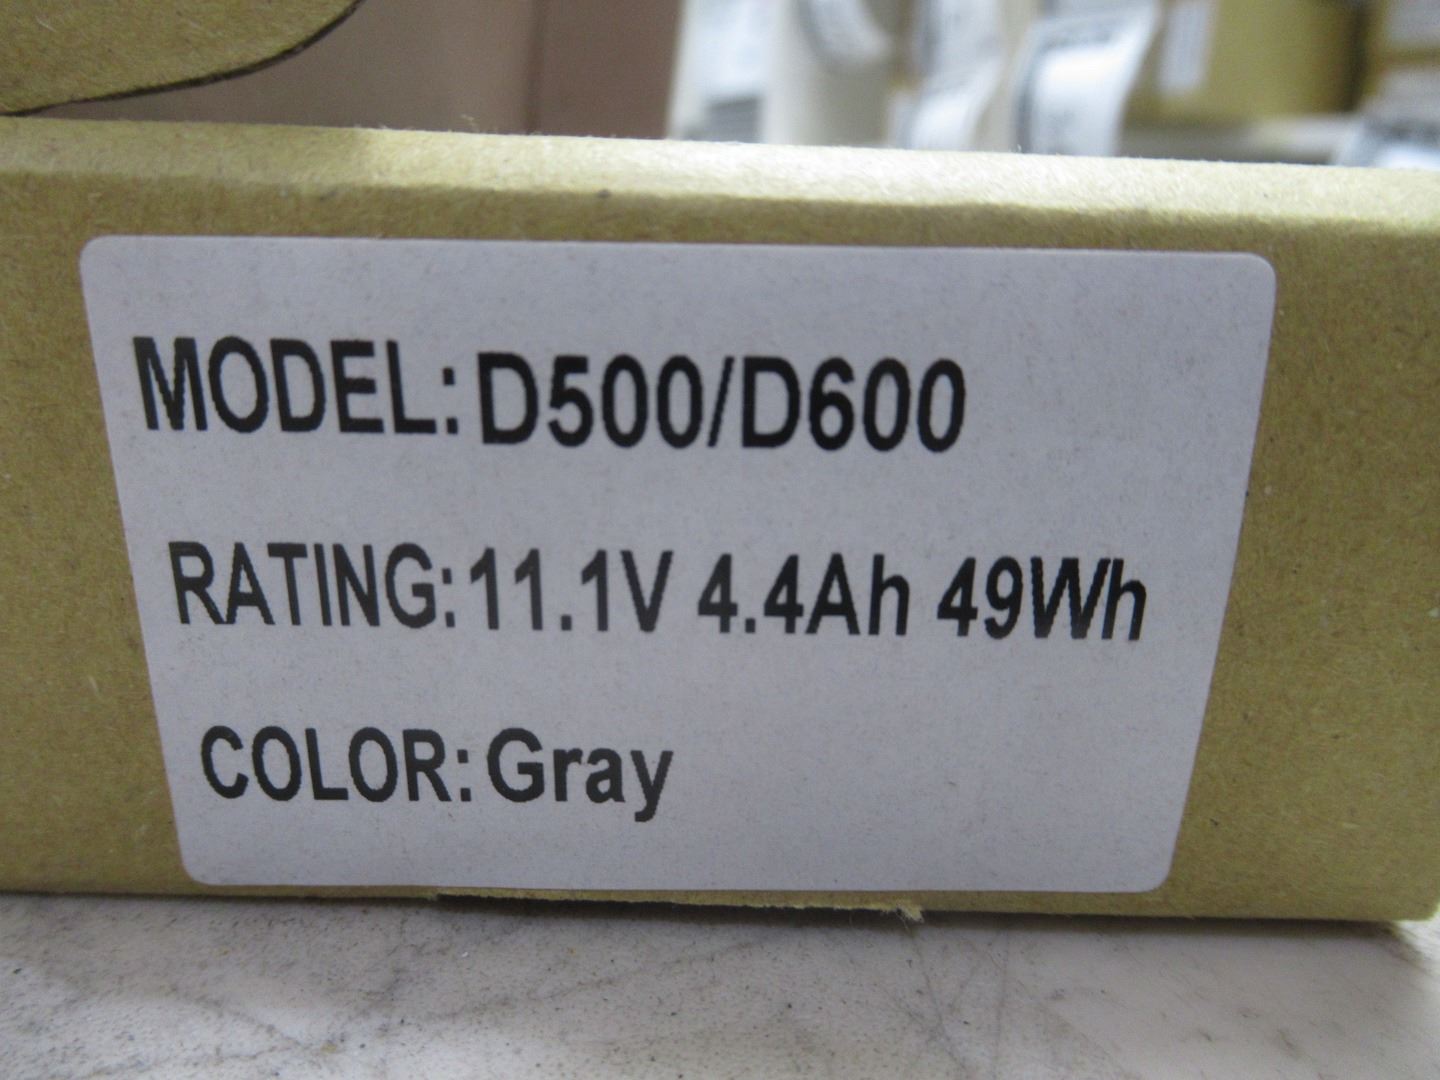 MODEL:D500/D600
RATING:11.1V 4.4Ah 49Wh
COLOR:Gray